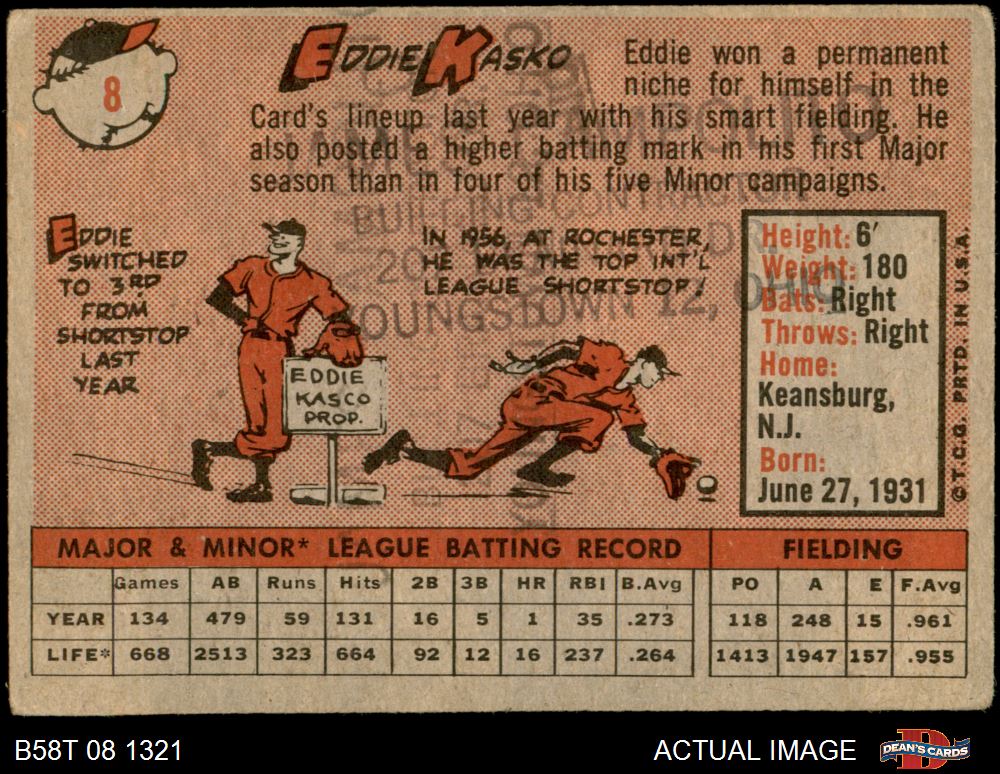 8
EDDIE KASKO
Eddie won a permanent
niche for himself in the
Card's lineup last year with his smart fielding. He
also posted a higher batting mark in his first Major
season than in four of his five Minor campaigns.
EDDIE
SWITCHED
TO 3RD
FROM
SHORTSTOP
LAST
YEAR
EDDIE
KASCO
PROP.
IN 1956, AT ROCHESTER,
HE WAS THE TOP INT'L
LEAGUE SHORTSTOP!
BUILDING CONTRACTOR
DR.
YOUNGSTOWN 12, OHIO
Height: 6'
Weight: 180
Bats: Right
Throws: Right
Home:
Keansburg,
N.J.
Born:
June 27, 1931
© T.C.G. PRTD. IN U.S.A.
MAJOR & MINOR* LEAGUE BATTING RECORD FIELDING
Games AB Runs Hits 2B 3B HR RBI B.Avg PO A E F.Avg
YEAR 134 479 59 131 16 5 1 35 .273 118 248 15 .961
LIFE* 668 2513 323 664 92 12 16 237 .264 1413 1947 157 .955
B58T 08 1321 ACTUAL IMAGE DEAN'S CARDS